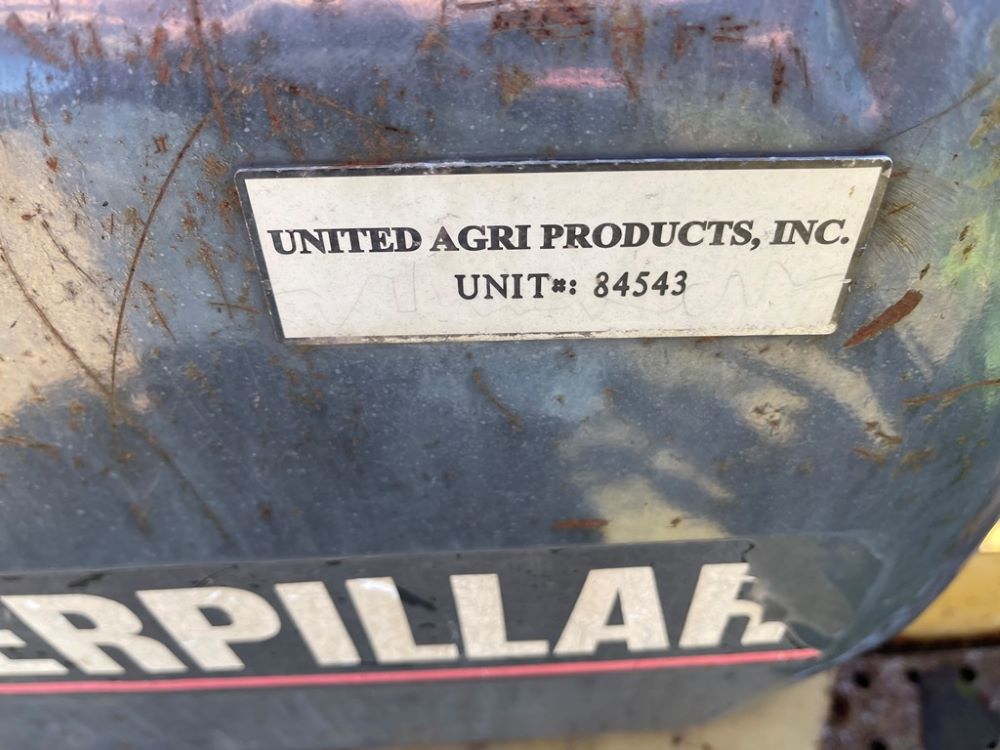 UNITED AGRI PRODUCTS, INC.
UNIT#: 84543
ERPILLAR